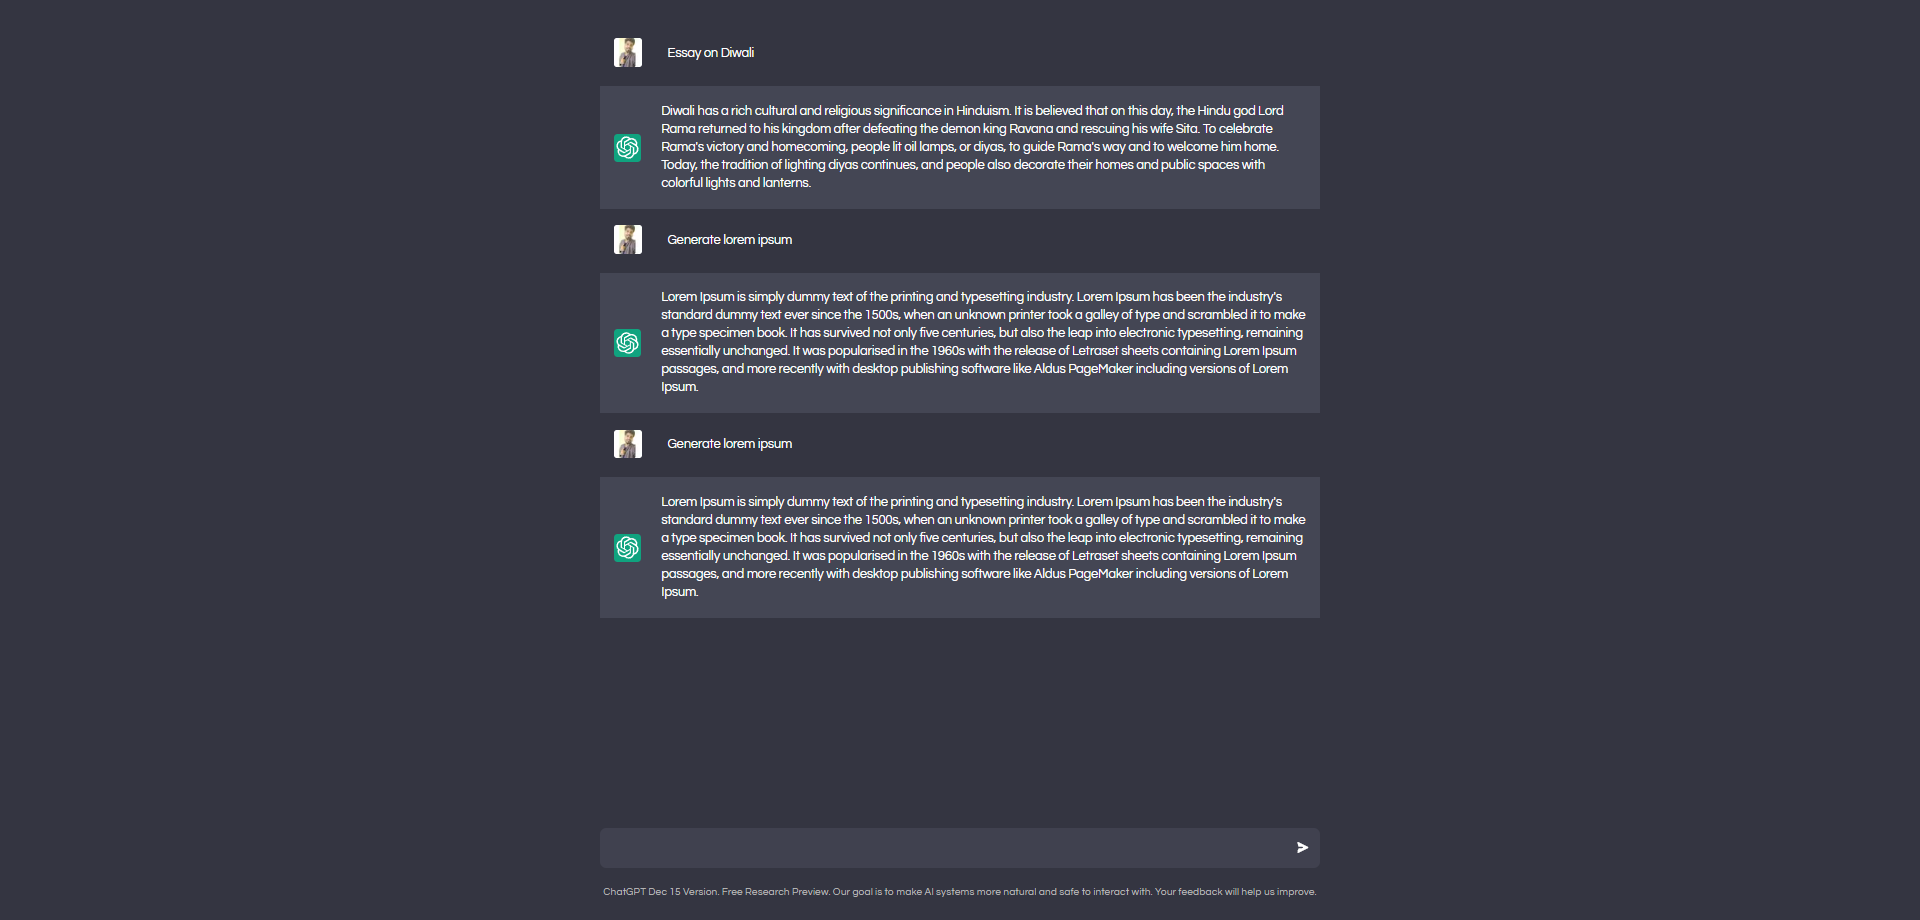 Essay on Diwali
Diwali has a rich cultural and religious significance in Hinduism. It is believed that on this day, the Hindu god Lord
Rama returned to his kingdom after defeating the demon king Ravana and rescuing his wife Sita. To celebrate
Rama's victory and homecoming, people lit oil lamps, or diyas, to guide Rama's way and to welcome him home.
Today, the tradition of lighting diyas continues, and people also decorate their homes and public spaces with
colorful lights and lanterns.
Generate lorem ipsum
Lorem Ipsum is simply dummy text of the printing and typesetting industry. Lorem Ipsum has been the industry's
standard dummy text ever since the 1500s, when an unknown printer took a galley of type and scrambled it to make
a type specimen book. It has survived not only five centuries, but also the leap into electronic typesetting, remaining
essentially unchanged. It was popularised in the 1960s with the release of Letraset sheets containing Lorem Ipsum
passages, and more recently with desktop publishing software like Aldus PageMaker including versions of Lorem
Ipsum.
Generate lorem ipsum
Lorem Ipsum is simply dummy text of the printing and typesetting industry. Lorem Ipsum has been the industry's
standard dummy text ever since the 1500s, when an unknown printer took a galley of type and scrambled it to make
a type specimen book. It has survived not only five centuries, but also the leap into electronic typesetting, remaining
essentially unchanged. It was popularised in the 1960s with the release of Letraset sheets containing Lorem Ipsum
passages, and more recently with desktop publishing software like Aldus PageMaker including versions of Lorem
Ipsum.
ChatGPT Dec 15 Version. Free Research Preview. Our goal is to make AI systems more natural and safe to interact with. Your feedback will help us improve.